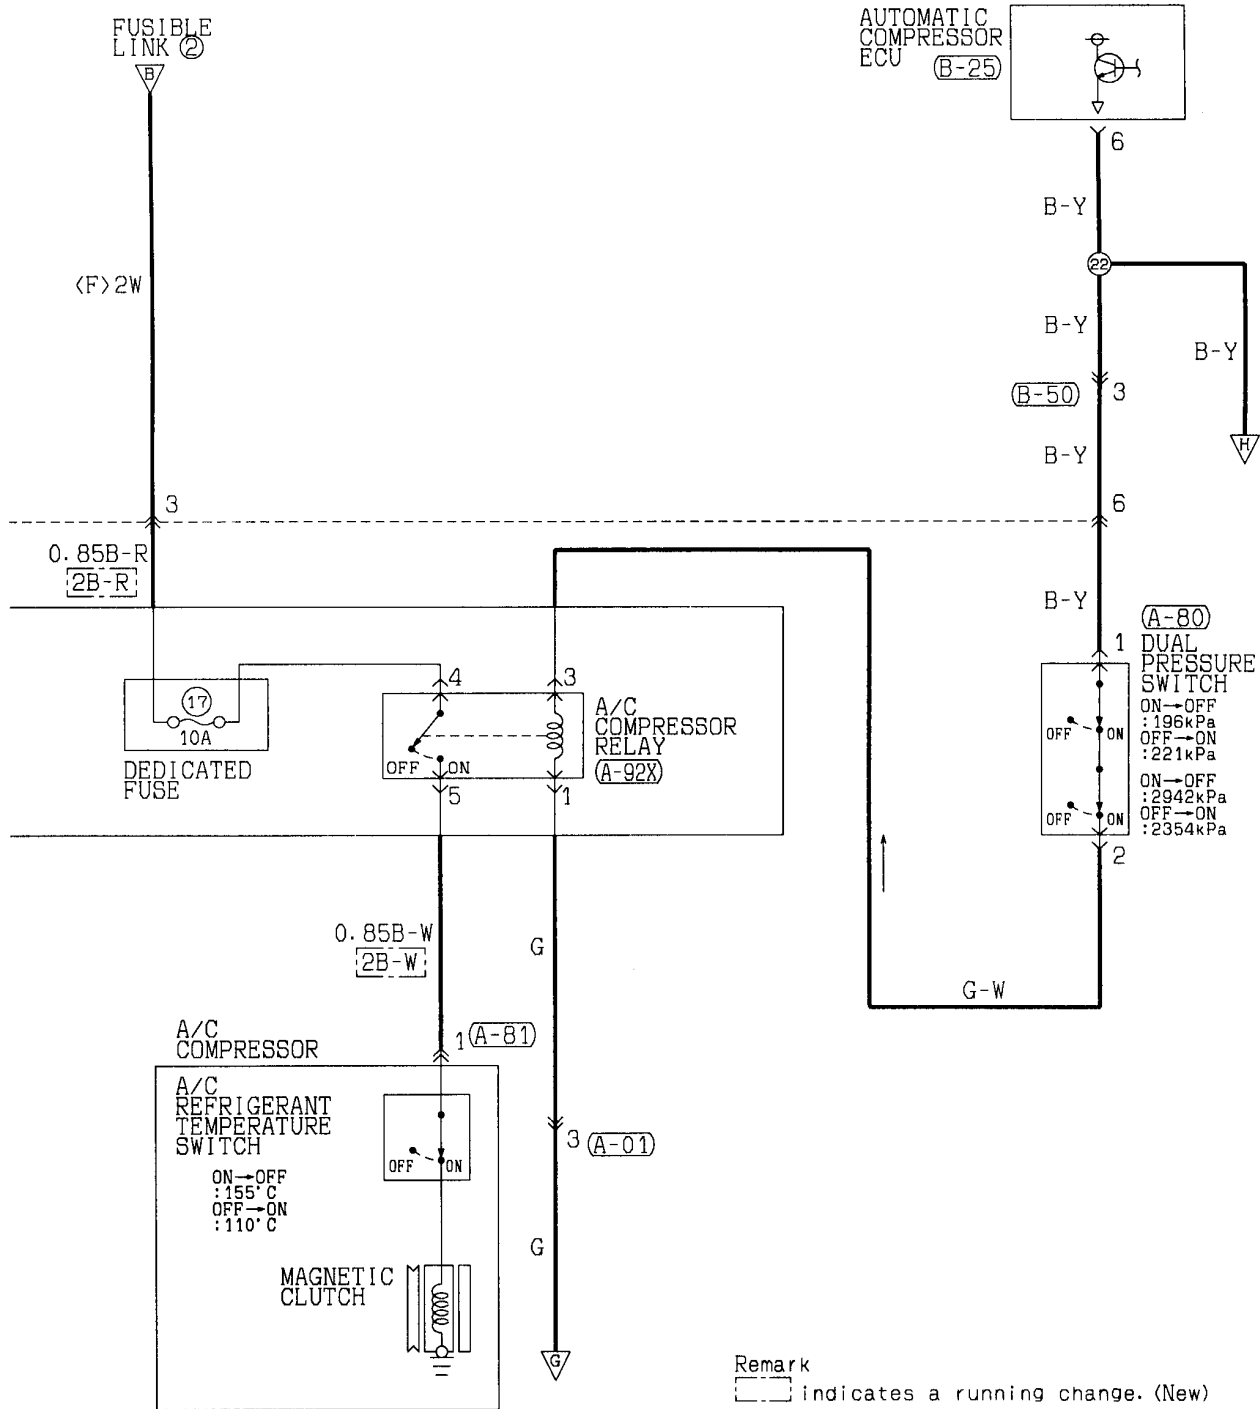 FUSIBLE
LINK ②
B
AUTOMATIC
COMPRESSOR
ECU
B-25
6
B-Y
22
<F>2W
B-Y
B-Y
B-50
3
H
B-Y
3
6
0.85B-R
2B-R
B-Y
A-80
1
DUAL
PRESSURE
SWITCH
ON→OFF
:196kPa
OFF→ON
:221kPa
ON→OFF
:2942kPa
OFF→ON
:2354kPa
OFF ON
OFF ON
2
17
10A
DEDICATED
FUSE
4
3
A/C
COMPRESSOR
RELAY
A-92X
OFF ON
5
1
0.85B-W
2B-W
G
G-W
A/C
COMPRESSOR
1
A-81
A/C
REFRIGERANT
TEMPERATURE
SWITCH
ON→OFF
:155°C
OFF→ON
:110°C
OFF ON
3
A-01
G
MAGNETIC
CLUTCH
G
Remark
indicates a running change. (New)